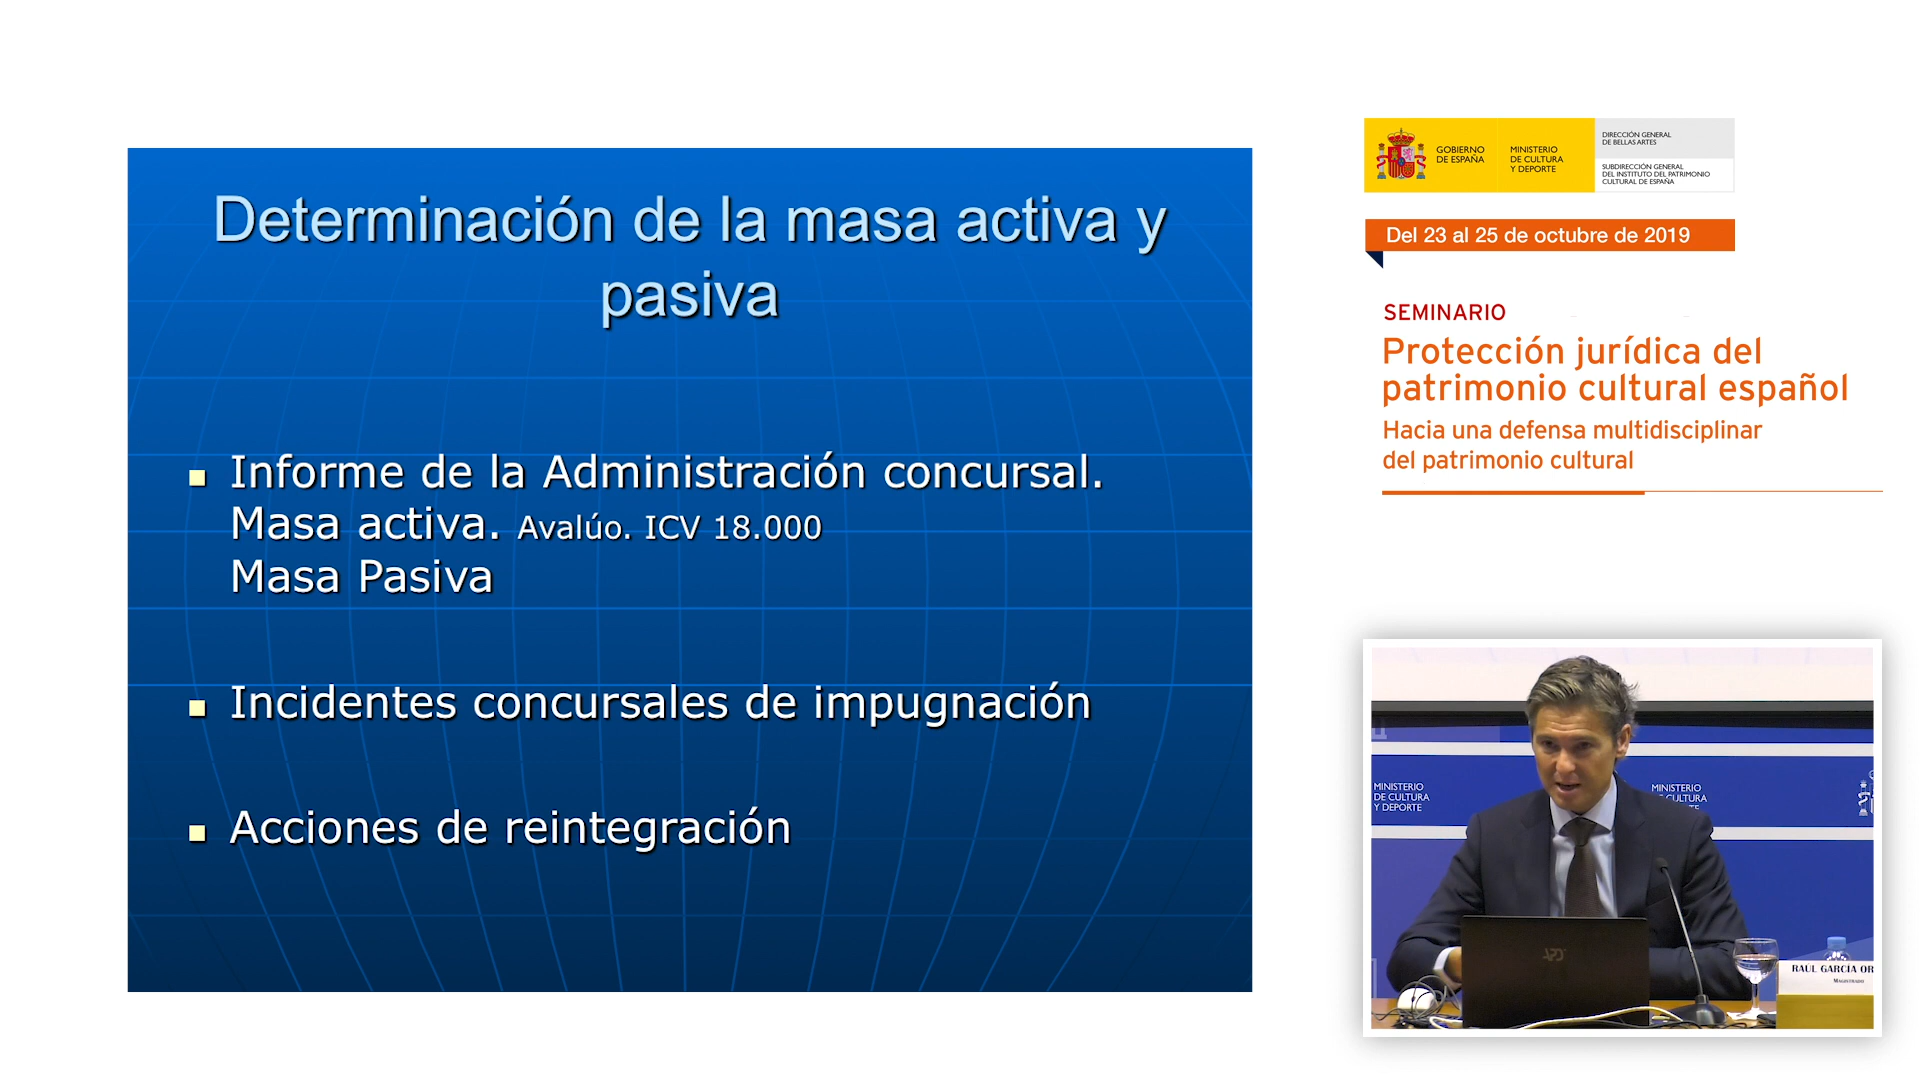 Determinación de la masa activa y
pasiva
Informe de la Administración concursal.
Masa activa. Avalúo. ICV 18.000
Masa Pasiva
Incidentes concursales de impugnación
Acciones de reintegración
GOBIERNO
DE ESPAÑA
MINISTERIO
DE CULTURA
Y DEPORTE
DIRECCIÓN GENERAL
DE BELLAS ARTES
SUBDIRECCIÓN GENERAL
DEL INSTITUTO DEL PATRIMONIO
CULTURAL DE ESPAÑA
Del 23 al 25 de octubre de 2019
SEMINARIO
Protección jurídica del
patrimonio cultural español
Hacia una defensa multidisciplinar
del patrimonio cultural
MINISTERIO
DE CULTURA
Y DEPORTE
MINISTERIO
CULTURA
RAUL GARCÍA OR
MAGISTRADO